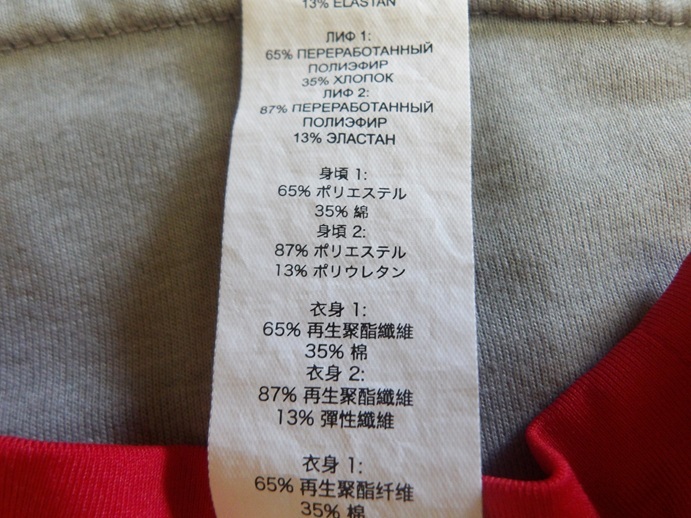 13% ELASTAN
ЛИФ 1:
65% ПЕРЕРАБОТАННЫЙ
ПОЛИЭФИР
35% ХЛОПОК
ЛИФ 2:
87% ПЕРЕРАБОТАННЫЙ
ПОЛИЭФИР
13% ЭЛАСТАН
身頃 1:
65% ポリエステル
35% 綿
身頃 2:
87% ポリエステル
13% ポリウレタン
衣身 1:
65% 再生聚酯纖維
35% 棉
衣身 2:
87% 再生聚酯纖維
13% 彈性纖維
衣身 1:
65% 再生聚酯纤维
35% 棉